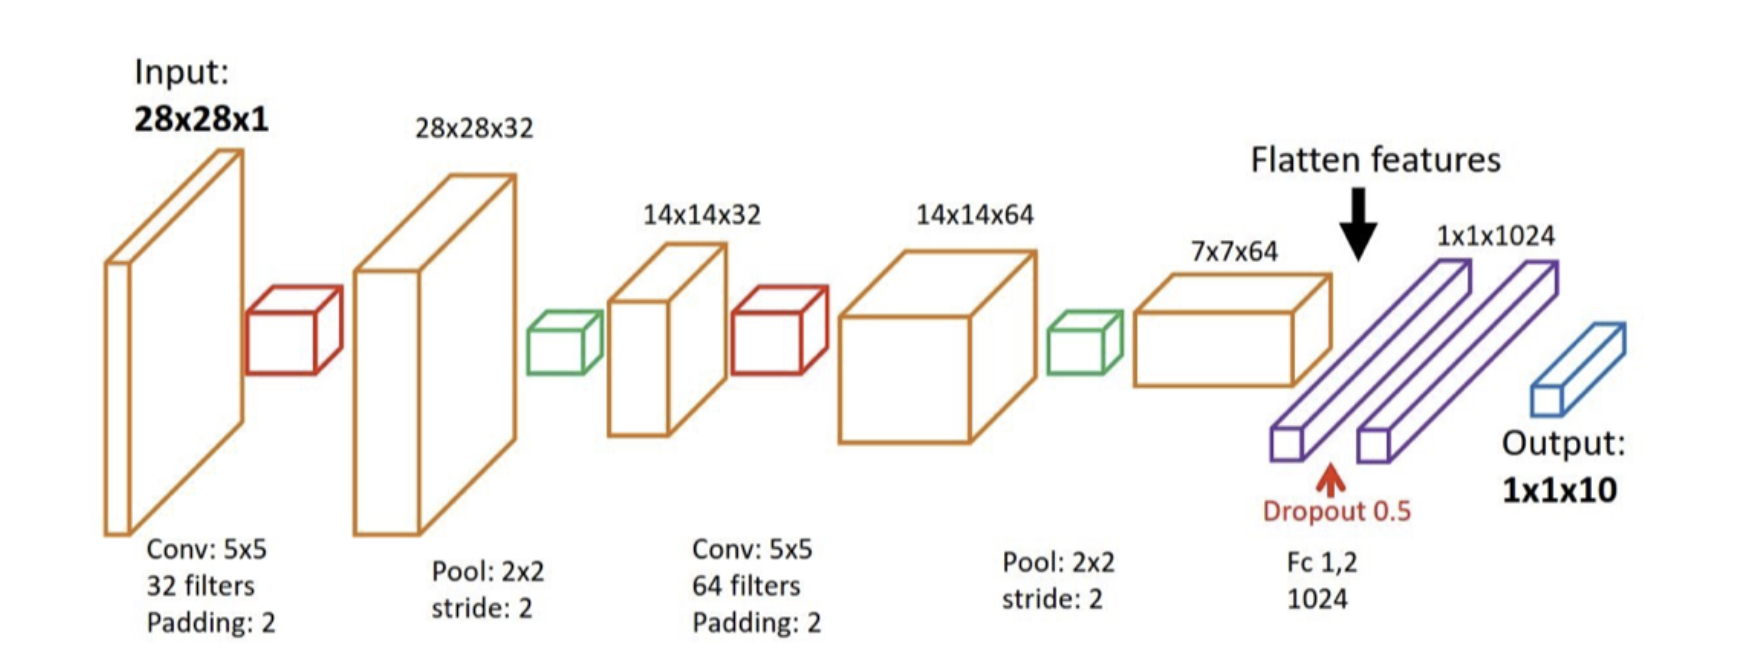 Input:
28x28x1
28x28x32
14x14x32
14x14x64
Flatten features
7x7x64
1x1x1024
Output:
1x1x10
Dropout 0.5
Conv: 5x5
32 filters
Padding: 2
Pool: 2x2
stride: 2
Conv: 5x5
64 filters
Padding: 2
Pool: 2x2
stride: 2
Fc 1,2
1024